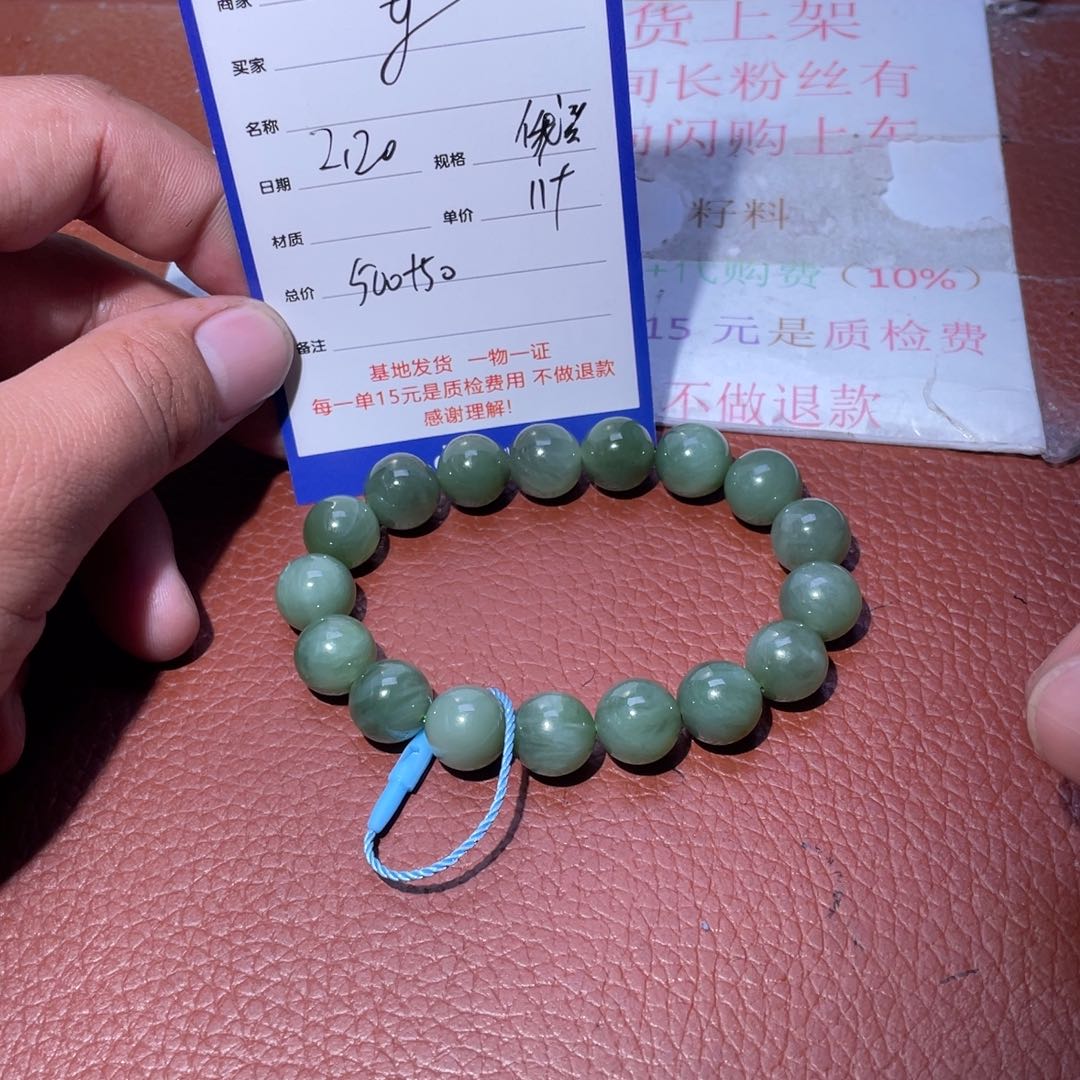 商家
买家
名称
日期 2.20 规格
材质 单价 11+
总价 500+50
备注
基地发货 一物一证
每一单15元是质检费用 不做退款
感谢理解!
货上架
旬长粉丝有
闪购上车
籽料
+代购费（10%）
15 元是质检费
不做退款